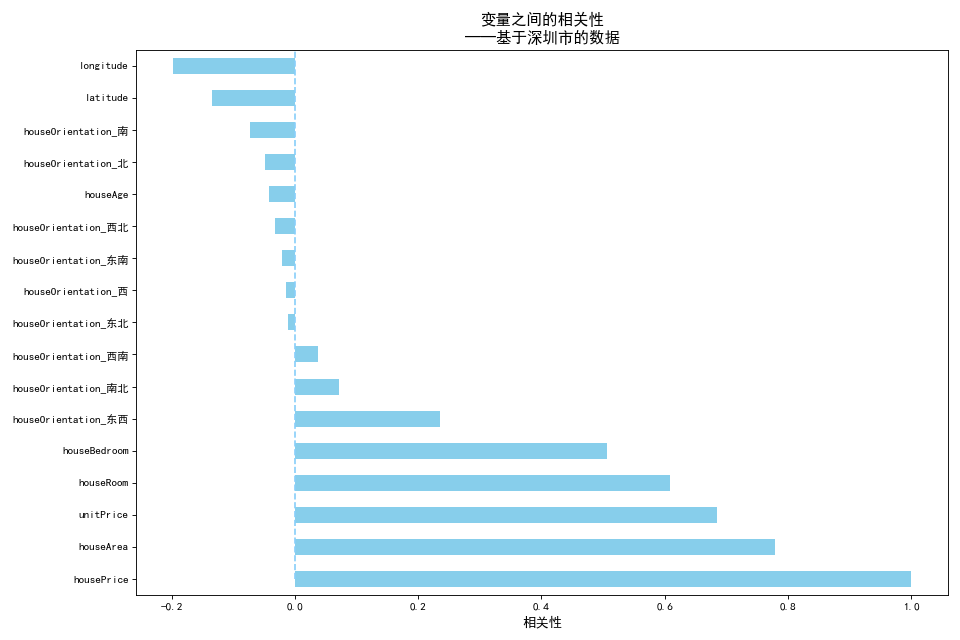 变量之间的相关性
——基于深圳市的数据
longitude
latitude
houseOrientation_南
houseOrientation_北
houseAge
houseOrientation_西北
houseOrientation_东南
houseOrientation_西
houseOrientation_东北
houseOrientation_西南
houseOrientation_南北
houseOrientation_东西
houseBedroom
houseRoom
unitPrice
houseArea
housePrice
-0.2 0.0 0.2 0.4 0.6 0.8 1.0
相关性